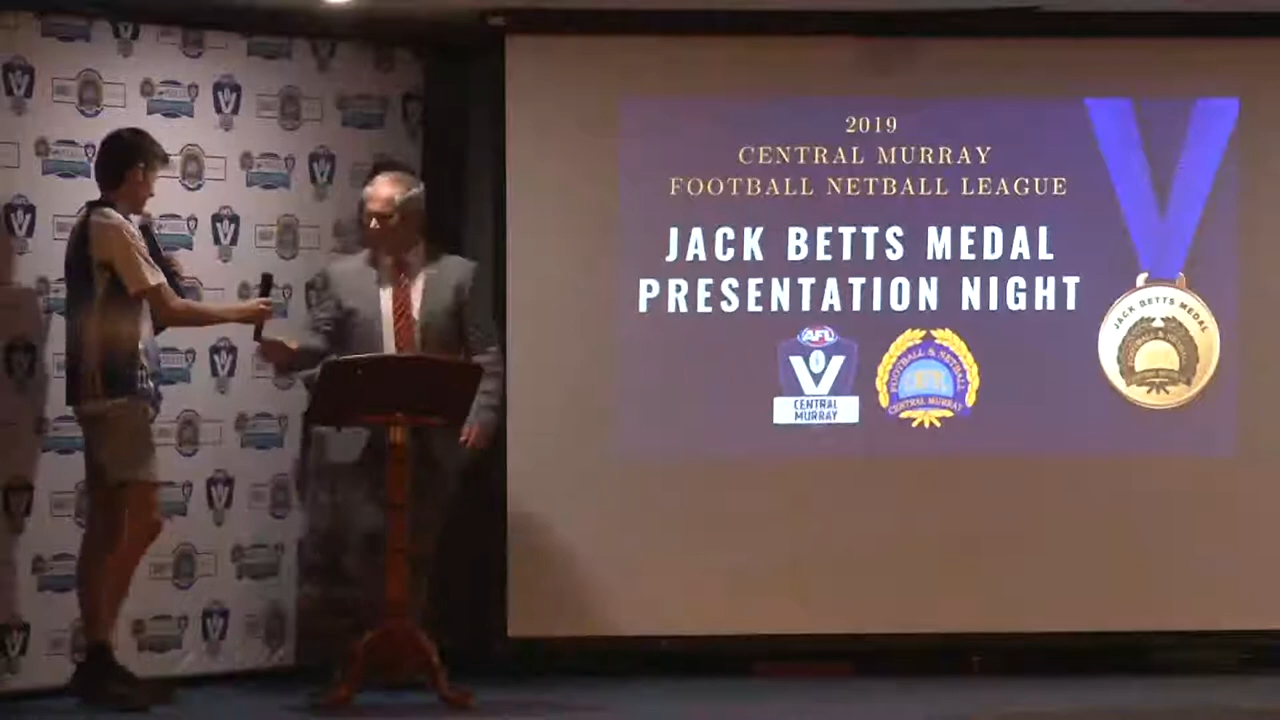 2019
CENTRAL MURRAY
FOOTBALL NETBALL LEAGUE
JACK BETTS MEDAL
PRESENTATION NIGHT
JACK BETTS MEDAL
AFL
CENTRAL
MURRAY
FOOTBALL & NETBALL
CENTRAL MURRAY